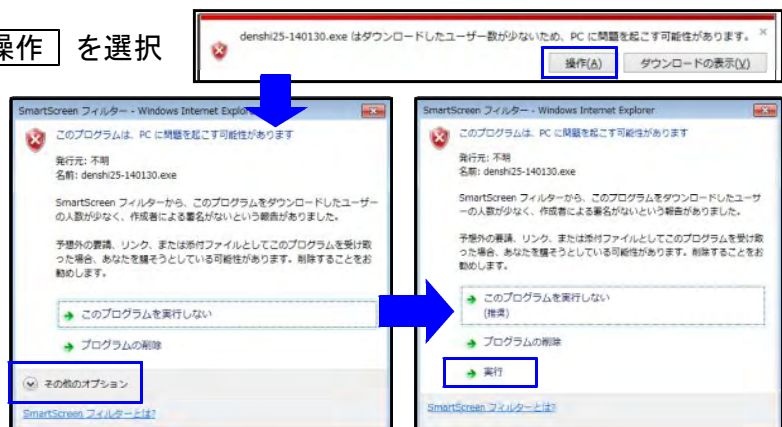 操作 を選択
denshi25-140130.exe はダウンロードしたユーザー数が少ないため、PC に問題を起こす可能性があります。 ×
操作(A) ダウンロードの表示(V)
SmartScreen フィルター - Windows Internet Explorer
このプログラムは、PC に問題を起こす可能性があります
発行元: 不明
名前: denshi25-140130.exe
SmartScreen フィルターから、このプログラムをダウンロードしたユーザー
の人数が少なく、作成者による署名がないという報告がありました。
予想外の要請、リンク、または添付ファイルとしてこのプログラムを受け取
った場合、あなたを騙そうとしている可能性があります。削除することをお
勧めします。
このプログラムを実行しない
プログラムの削除
その他のオプション
SmartScreen フィルターとは?
SmartScreen フィルター - Windows Internet Explorer
このプログラムは、PC に問題を起こす可能性があります
発行元: 不明
名前: denshi25-140130.exe
SmartScreen フィルターから、このプログラムをダウンロードしたユーザ
ーの人数が少なく、作成者による署名がないという報告がありました。
予想外の要請、リンク、または添付ファイルとしてこのプログラムを受け取
った場合、あなたを騙そうとしている可能性があります。削除することをお
勧めします。
このプログラムを実行しない
(推奨)
プログラムの削除
実行
SmartScreen フィルターとは?